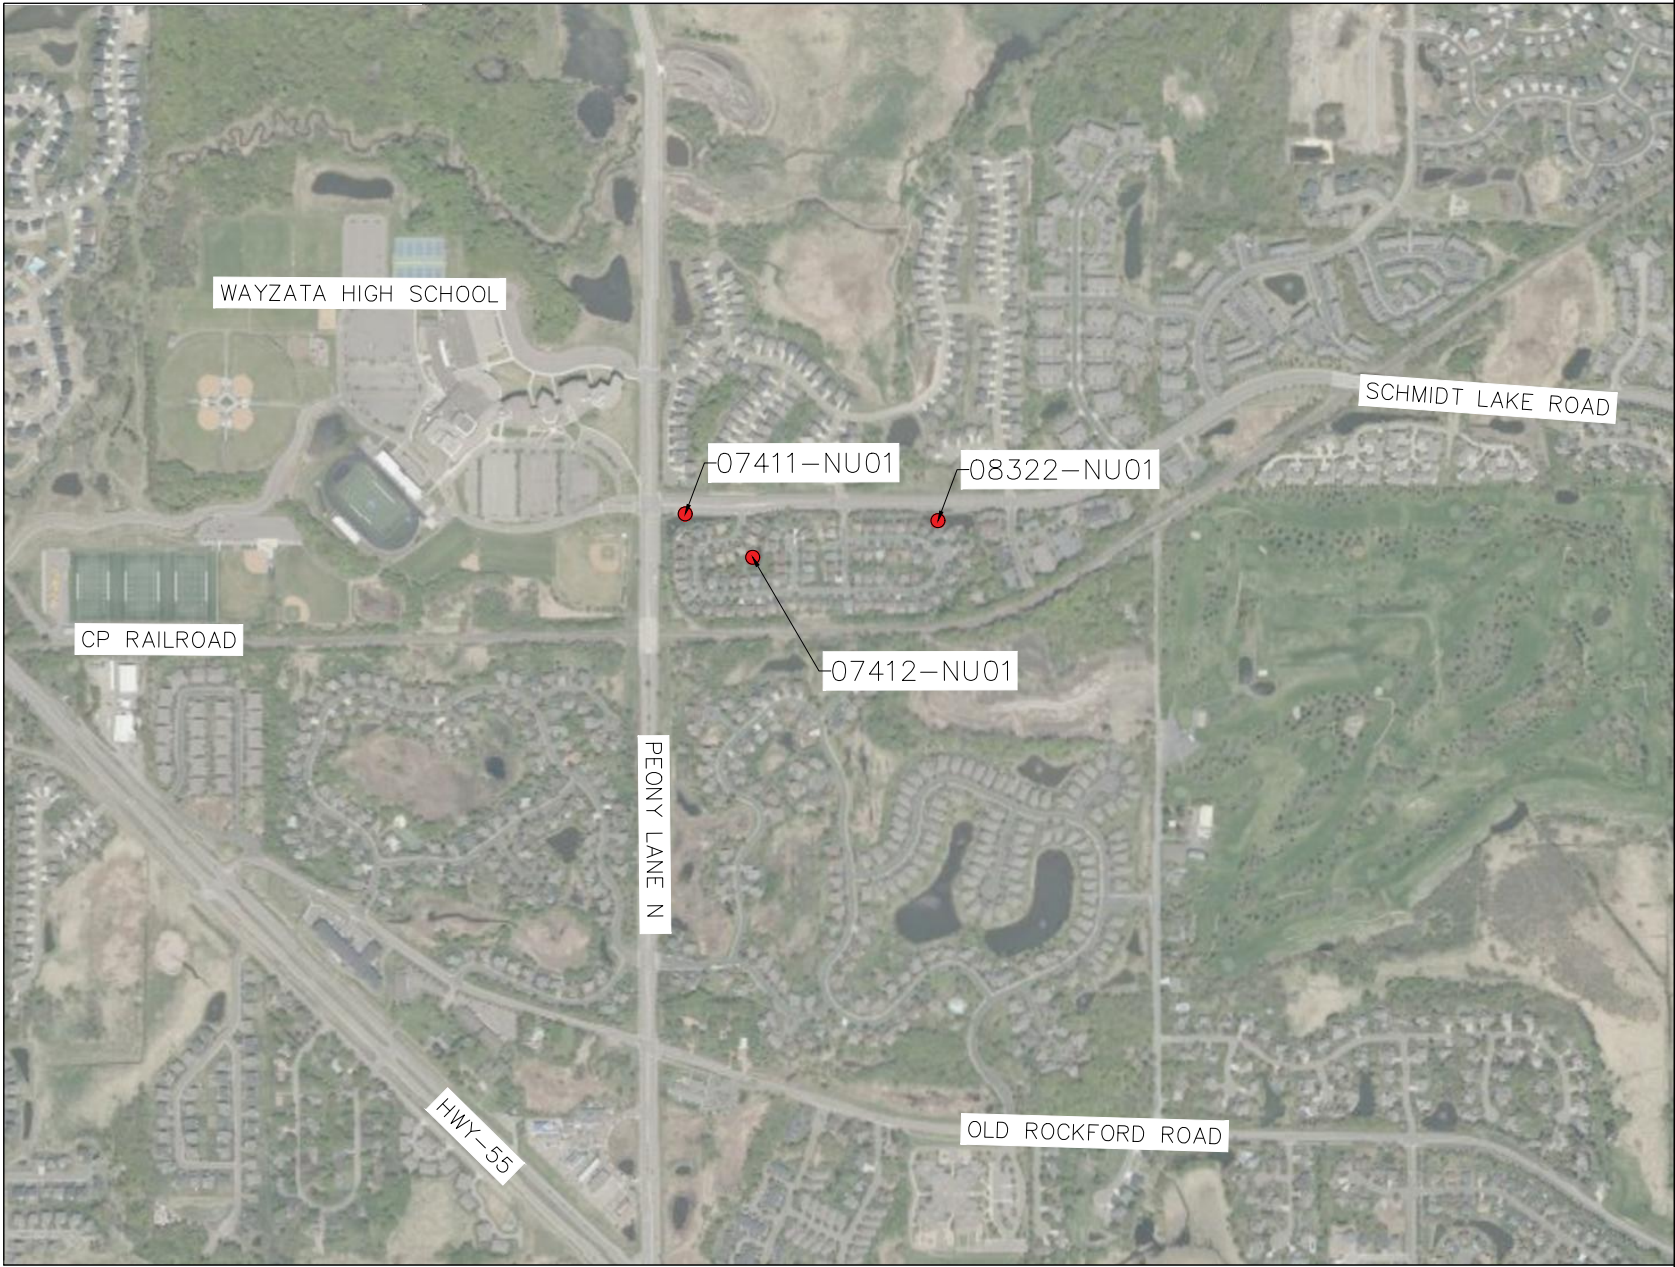 WAYZATA HIGH SCHOOL
SCHMIDT LAKE ROAD
07411-NU01
08322-NU01
CP RAILROAD
07412-NU01
PEONY LANE N
HWY-55
OLD ROCKFORD ROAD